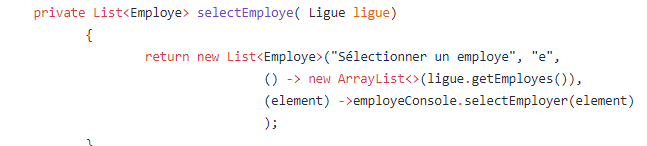 private List<Employe> selectEmploye( Ligue ligue)
{
return new List<Employe>("Sélectionner un employe", "e",
() -> new ArrayList<>(ligue.getEmployes()),
(element) ->employeConsole.selectEmployer(element)
);
}